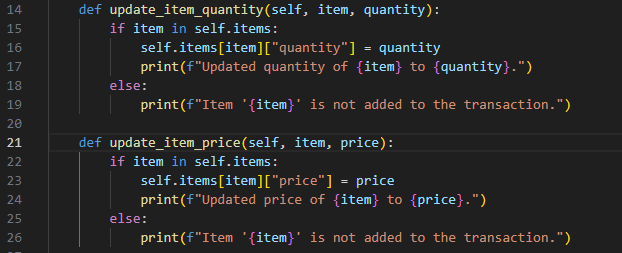 14 def update_item_quantity(self, item, quantity):
15 if item in self.items:
16 self.items[item]["quantity"] = quantity
17 print(f"Updated quantity of {item} to {quantity}.")
18 else:
19 print(f"Item '{item}' is not added to the transaction.")
20
21 def update_item_price(self, item, price):
22 if item in self.items:
23 self.items[item]["price"] = price
24 print(f"Updated price of {item} to {price}.")
25 else:
26 print(f"Item '{item}' is not added to the transaction.")